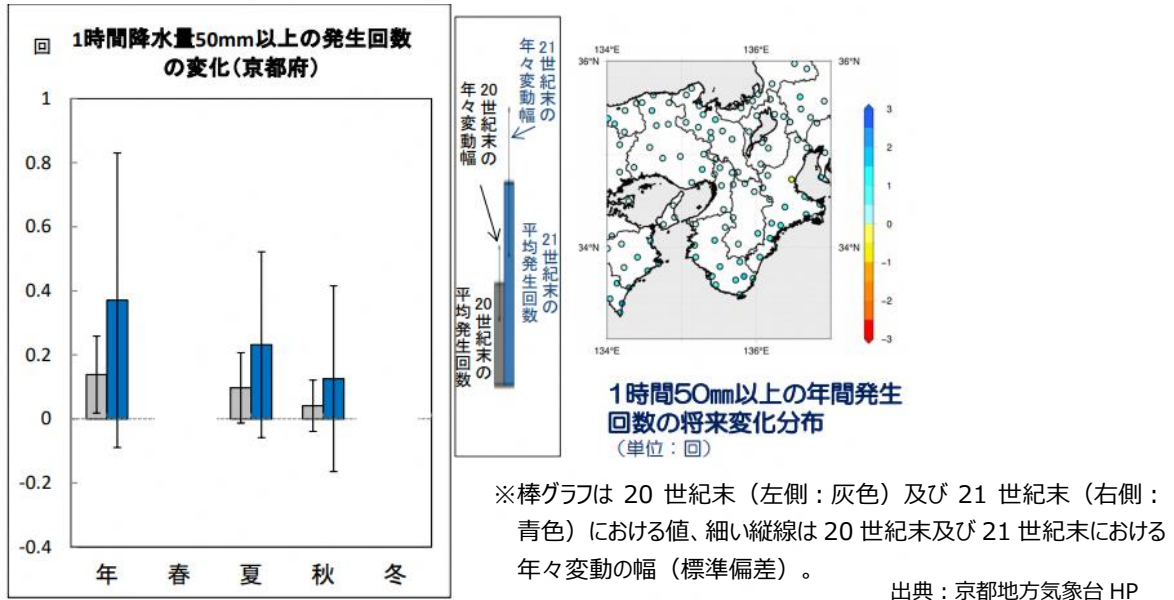 回
1時間降水量50mm以上の発生回数
の変化(京都府)
1
0.8
0.6
0.4
0.2
0
-0.2
-0.4
年 春 夏 秋 冬
21世紀末の
年々変動幅
20世紀末の
年々変動幅
21世紀末の
平均発生回数
20世紀末の
平均発生回数
134°E 136°E
36°N 36°N
34°N 34°N
134°E 136°E
3
2
1
0
-1
-2
-3
1時間50mm以上の年間発生
回数の将来変化分布
(単位:回)
※棒グラフは 20 世紀末(左側:灰色)及び 21 世紀末(右側:
青色)における値、細い縦線は 20 世紀末及び 21 世紀末における
年々変動の幅(標準偏差)。
出典:京都地方気象台 HP